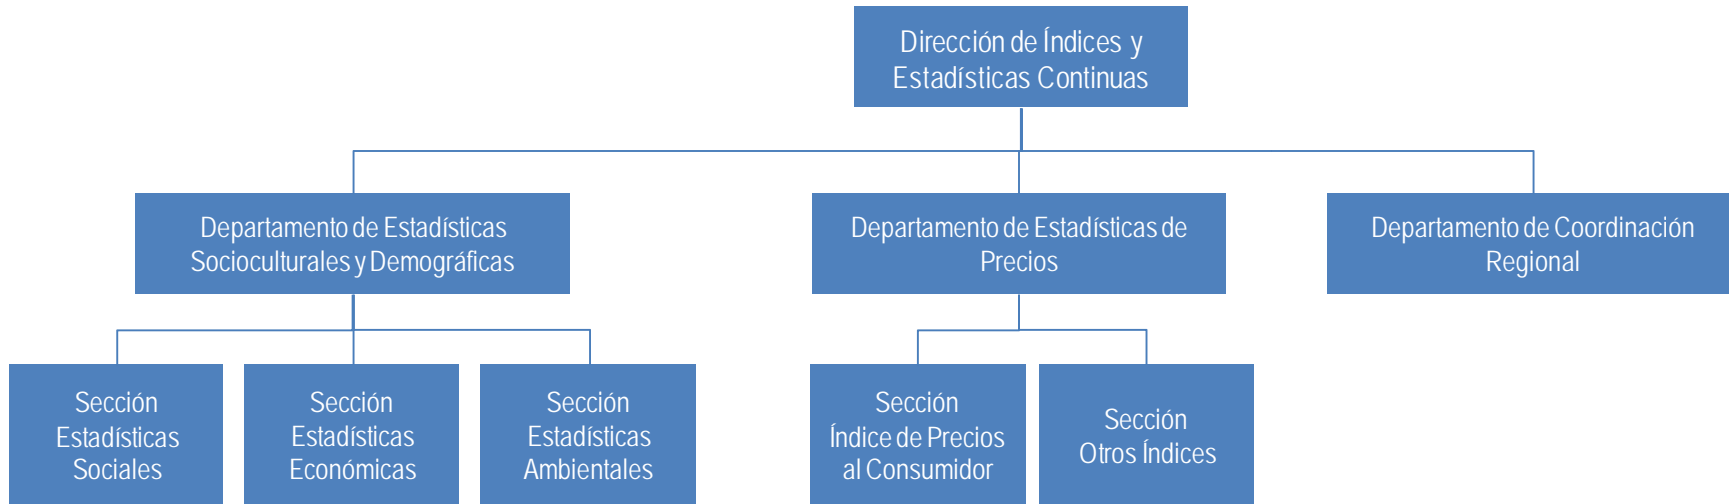 Dirección de Índices y
Estadísticas Continuas
Departamento de Estadísticas
Socioculturales y Demográficas
Departamento de Estadísticas de
Precios
Departamento de Coordinación
Regional
Sección
Estadísticas
Sociales
Sección
Estadísticas
Económicas
Sección
Estadísticas
Ambientales
Sección
Índice de Precios
al Consumidor
Sección
Otros Índices